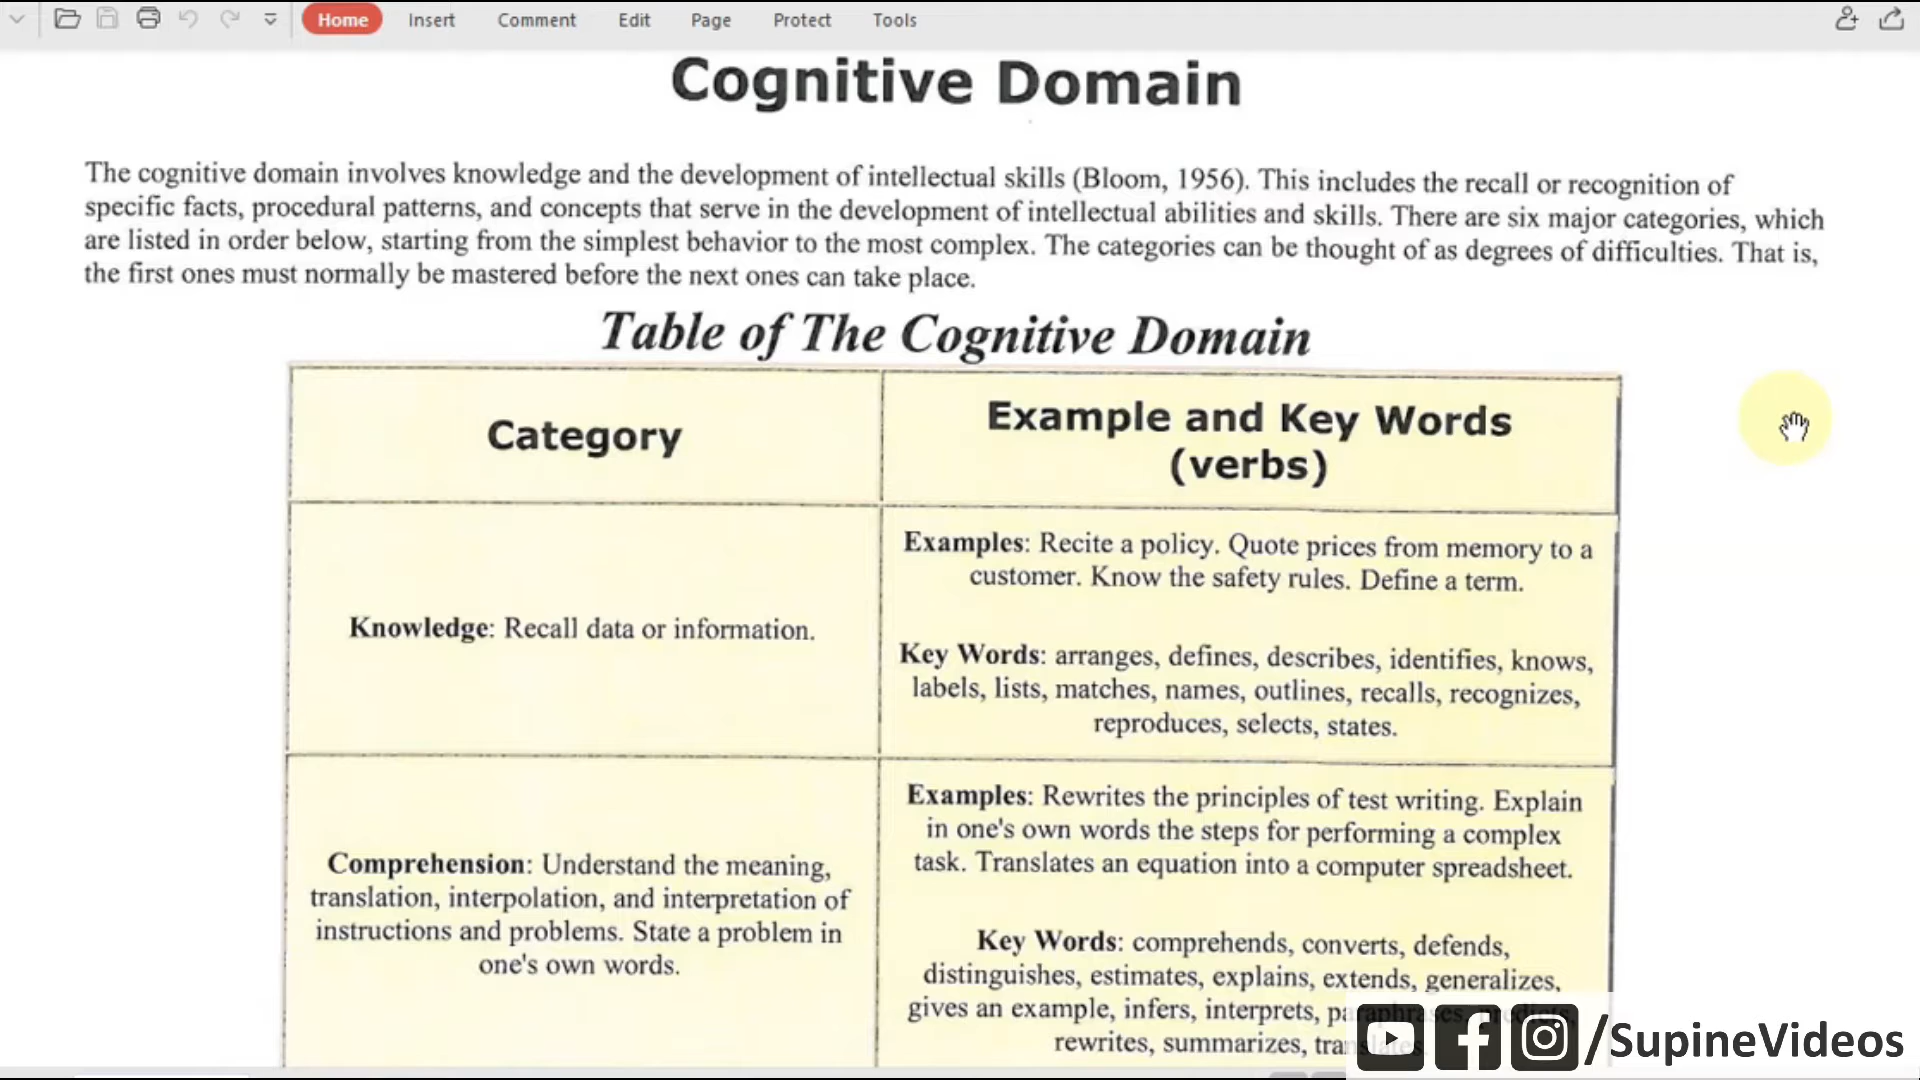 Home Insert Comment Edit Page Protect Tools
Cognitive Domain
The cognitive domain involves knowledge and the development of intellectual skills (Bloom, 1956). This includes the recall or recognition of
specific facts, procedural patterns, and concepts that serve in the development of intellectual abilities and skills. There are six major categories, which
are listed in order below, starting from the simplest behavior to the most complex. The categories can be thought of as degrees of difficulties. That is,
the first ones must normally be mastered before the next ones can take place.
Table of The Cognitive Domain
Category
Example and Key Words
(verbs)
Knowledge: Recall data or information.
Examples: Recite a policy. Quote prices from memory to a
customer. Know the safety rules. Define a term.
Key Words: arranges, defines, describes, identifies, knows,
labels, lists, matches, names, outlines, recalls, recognizes,
reproduces, selects, states.
Comprehension: Understand the meaning,
translation, interpolation, and interpretation of
instructions and problems. State a problem in
one's own words.
Examples: Rewrites the principles of test writing. Explain
in one's own words the steps for performing a complex
task. Translates an equation into a computer spreadsheet.
Key Words: comprehends, converts, defends,
distinguishes, estimates, explains, extends, generalizes,
gives an example, infers, interprets, paraphrases, predicts,
rewrites, summarizes, translates.
/SupineVideos